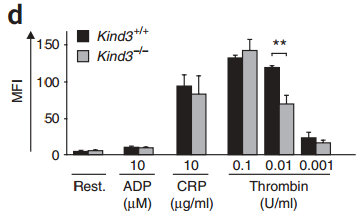 d
Kind3+/+
Kind3–/–
MFI
150
100
50
0
**
10 10 0.1 0.01 0.001
Rest. ADP CRP Thrombin
(μM) (μg/ml) (U/ml)